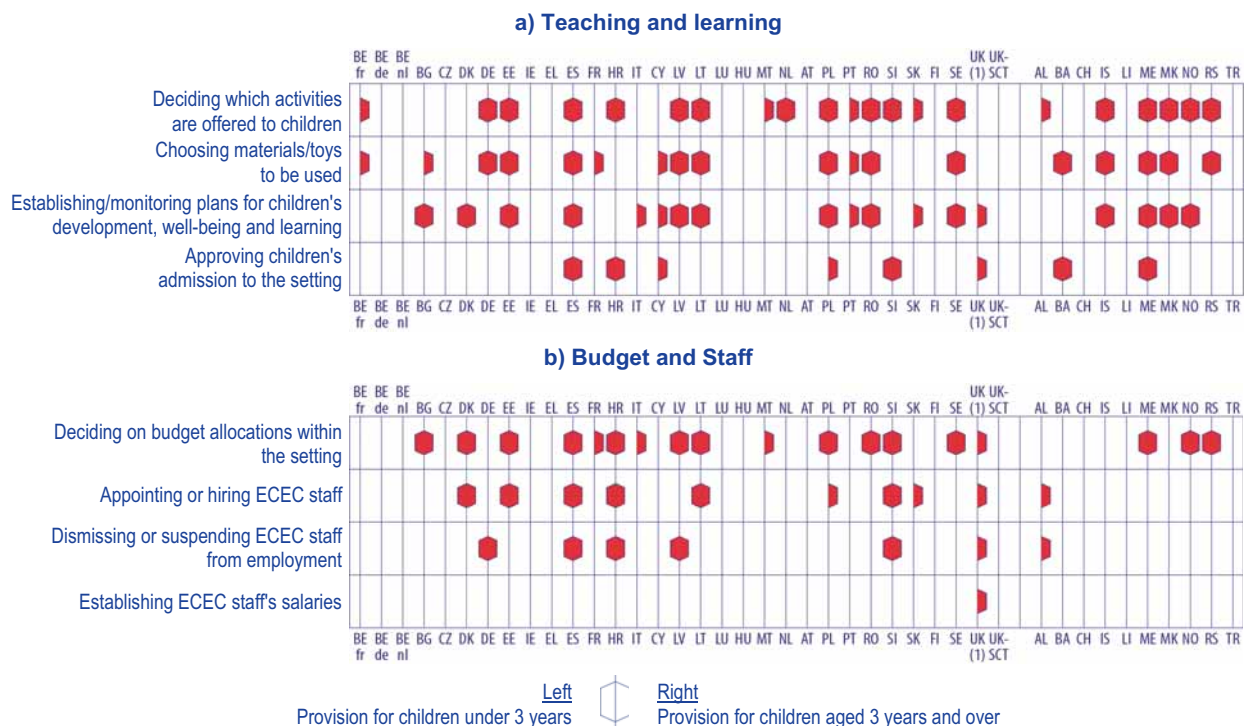 a) Teaching and learning
BE BE BE UK UK-
fr de nl BG CZ DK DE EE IE EL ES FR HR IT CY LV LT LU HU MT NL AT PL PT RO SI SK FI SE (1) SCT AL BA CH IS LI ME MK NO RS TR
Deciding which activities
are offered to children
Choosing materials/toys
to be used
Establishing/monitoring plans for children's
development, well-being and learning
Approving children's
admission to the setting
BE BE BE BG CZ DK DE EE IE EL ES FR HR IT CY LV LT LU HU MT NL AT PL PT RO SI SK FI SE UK UK- AL BA CH IS LI ME MK NO RS TR
fr de nl (1) SCT
b) Budget and Staff
BE BE BE UK UK-
fr de nl BG CZ DK DE EE IE EL ES FR HR IT CY LV LT LU HU MT NL AT PL PT RO SI SK FI SE (1) SCT AL BA CH IS LI ME MK NO RS TR
Deciding on budget allocations within
the setting
Appointing or hiring ECEC staff
Dismissing or suspending ECEC staff
from employment
Establishing ECEC staff's salaries
BE BE BE BG CZ DK DE EE IE EL ES FR HR IT CY LV LT LU HU MT NL AT PL PT RO SI SK FI SE UK UK- AL BA CH IS LI ME MK NO RS TR
fr de nl (1) SCT
Left Right
Provision for children under 3 years Provision for children aged 3 years and over